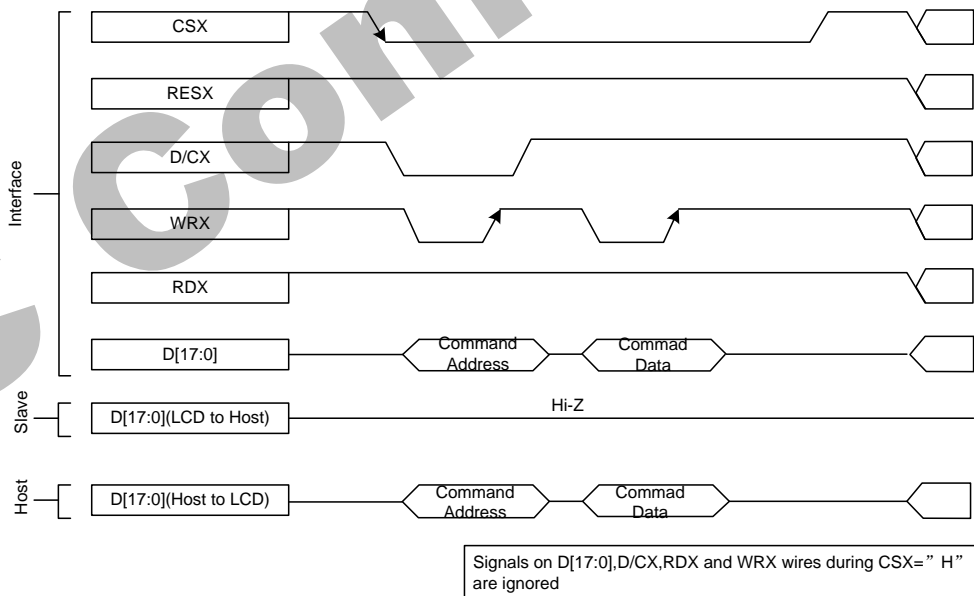 Interface
CSX
RESX
D/CX
WRX
RDX
D[17:0]
Command
Address
Commad
Data
Slave
D[17:0](LCD to Host)
Hi-Z
Host
D[17:0](Host to LCD)
Command
Address
Commad
Data
Signals on D[17:0],D/CX,RDX and WRX wires during CSX=”H”
are ignored